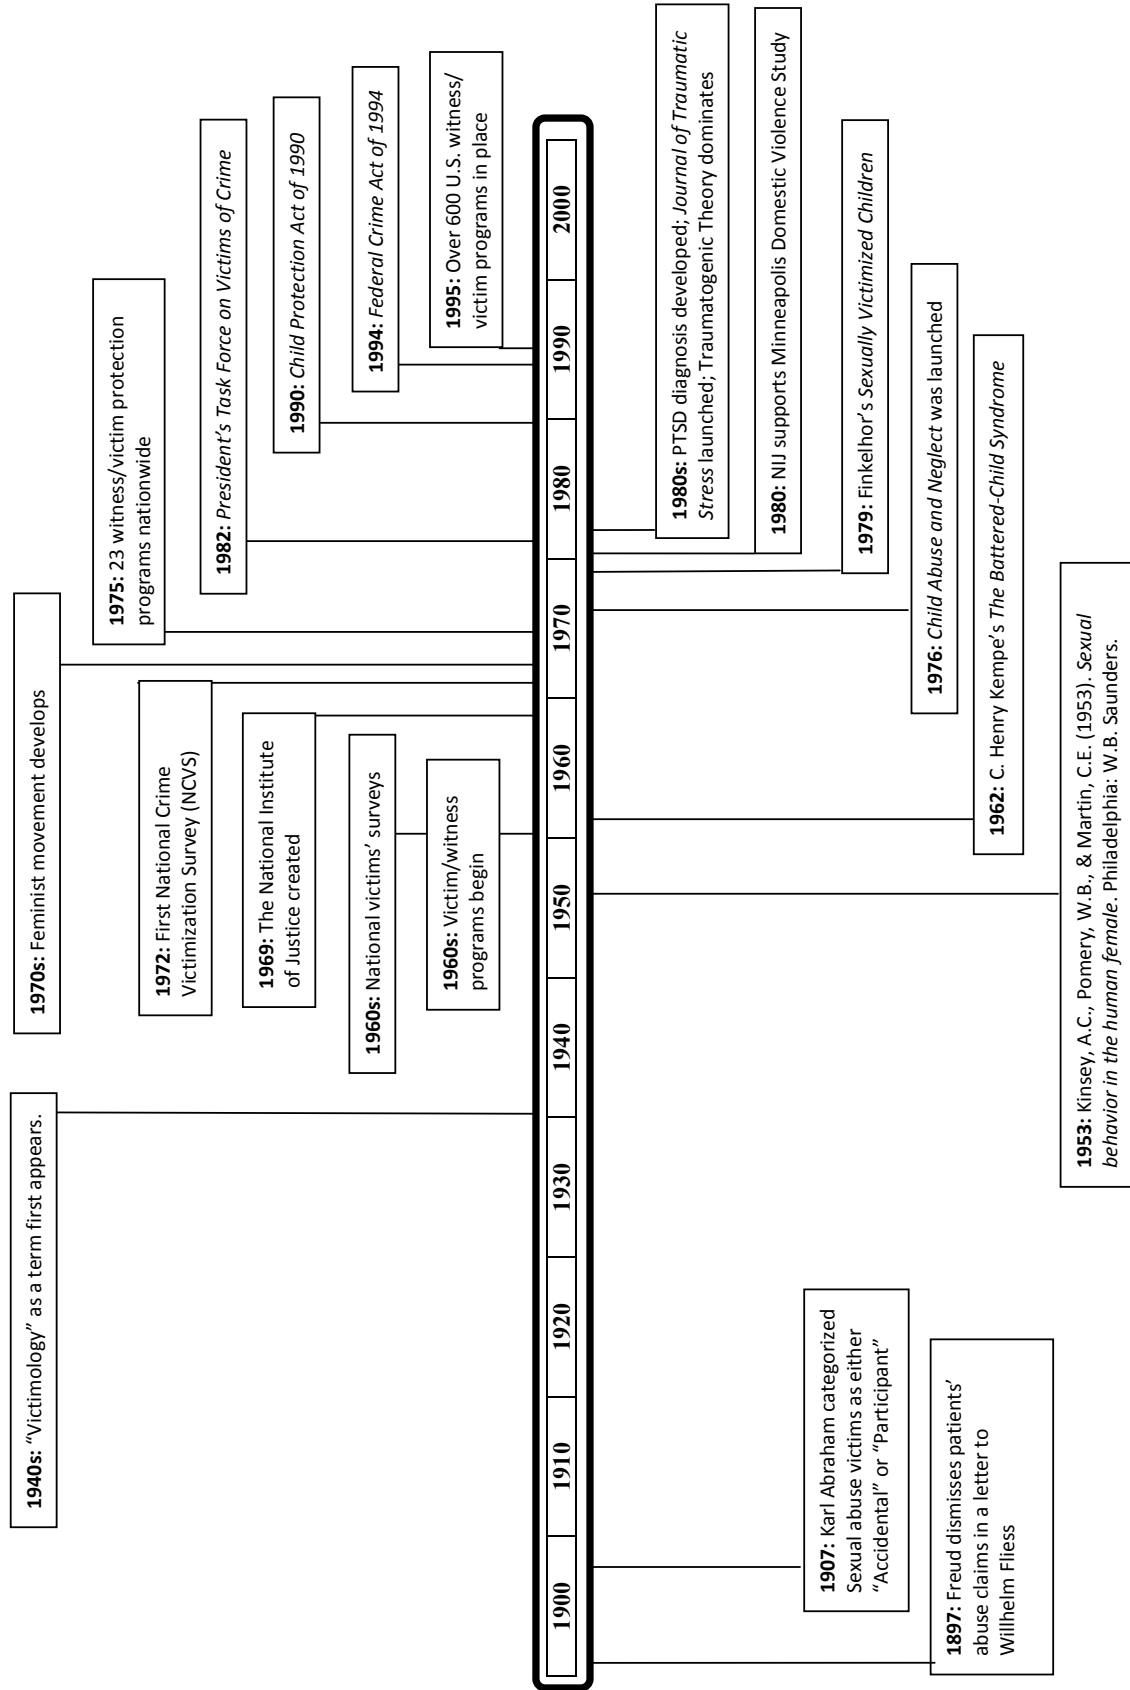 1940s: “Victimology” as a term first appears.
1970s: Feminist movement develops
1975: 23 witness/victim protection
programs nationwide
1972: First National Crime
Victimization Survey (NCVS)
1982: President’s Task Force on Victims of Crime
1969: The National Institute
of Justice created
1990: Child Protection Act of 1990
1960s: National victims’ surveys
1994: Federal Crime Act of 1994
1960s: Victim/witness
programs begin
1995: Over 600 U.S. witness/
victim programs in place
1900 1910 1920 1930 1940 1950 1960 1970 1980 1990 2000
1980s: PTSD diagnosis developed; Journal of Traumatic
Stress launched; Traumatogenic Theory dominates
1980: NIJ supports Minneapolis Domestic Violence Study
1907: Karl Abraham categorized
Sexual abuse victims as either
“Accidental” or “Participant”
1979: Finkelhor’s Sexually Victimized Children
1976: Child Abuse and Neglect was launched
1897: Freud dismisses patients’
abuse claims in a letter to
Willhelm Fliess
1962: C. Henry Kempe’s The Battered-Child Syndrome
1953: Kinsey, A.C., Pomery, W.B., & Martin, C.E. (1953). Sexual
behavior in the human female. Philadelphia: W.B. Saunders.